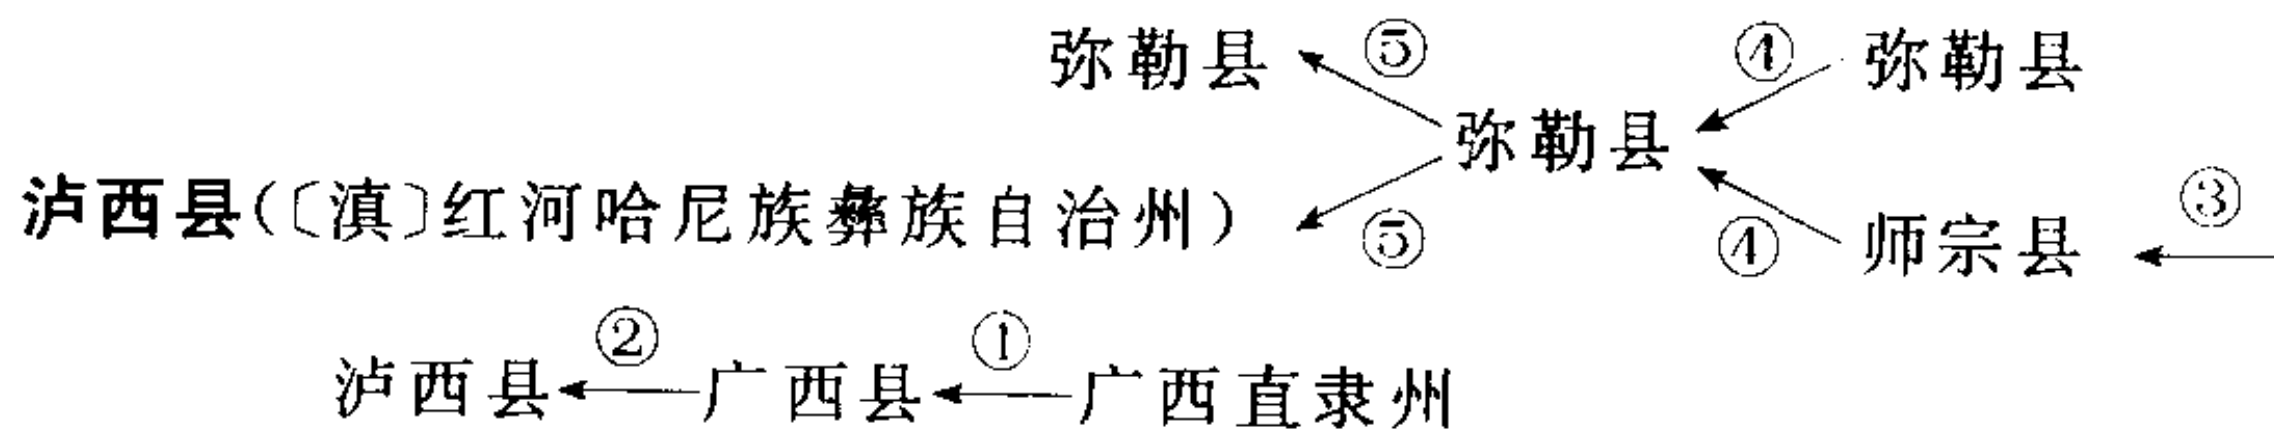 弥勒县 ⑤ ④ 弥勒县
弥勒县
泸西县(〔滇〕红河哈尼族彝族自治州) ⑤ ④ 师宗县 ③
泸西县 ② 广西县 ① 广西直隶州